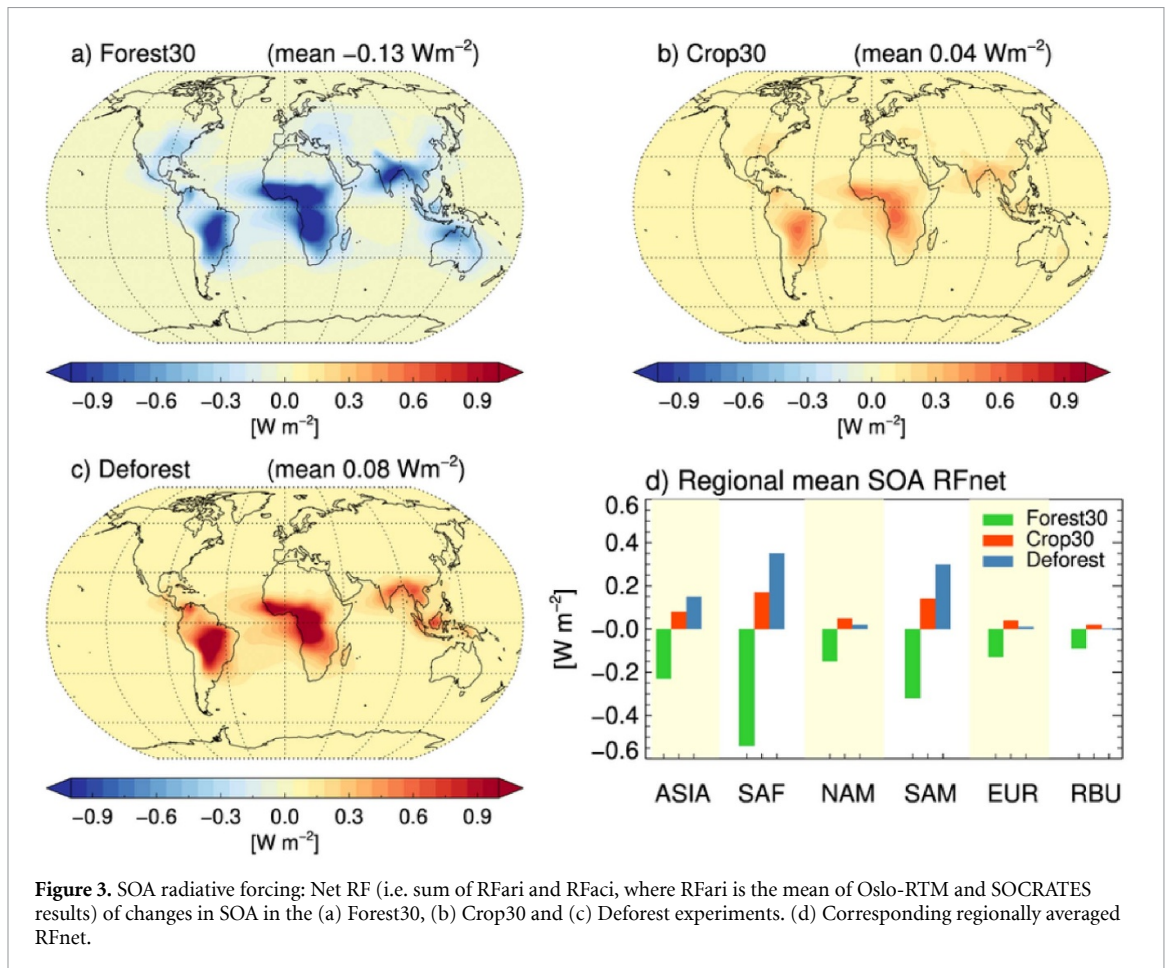 a) Forest30 (mean −0.13 Wm⁻²)
−0.9 −0.6 −0.3 0.0 0.3 0.6 0.9
[W m⁻²]
b) Crop30 (mean 0.04 Wm⁻²)
−0.9 −0.6 −0.3 0.0 0.3 0.6 0.9
[W m⁻²]
c) Deforest (mean 0.08 Wm⁻²)
−0.9 −0.6 −0.3 0.0 0.3 0.6 0.9
[W m⁻²]
d) Regional mean SOA RFnet
[W m⁻²]
0.6
0.4
0.2
−0.0
−0.2
−0.4
−0.6
Forest30
Crop30
Deforest
ASIA SAF NAM SAM EUR RBU
Figure 3. SOA radiative forcing: Net RF (i.e. sum of RFari and RFaci, where RFari is the mean of Oslo-RTM and SOCRATES
results) of changes in SOA in the (a) Forest30, (b) Crop30 and (c) Deforest experiments. (d) Corresponding regionally averaged
RFnet.